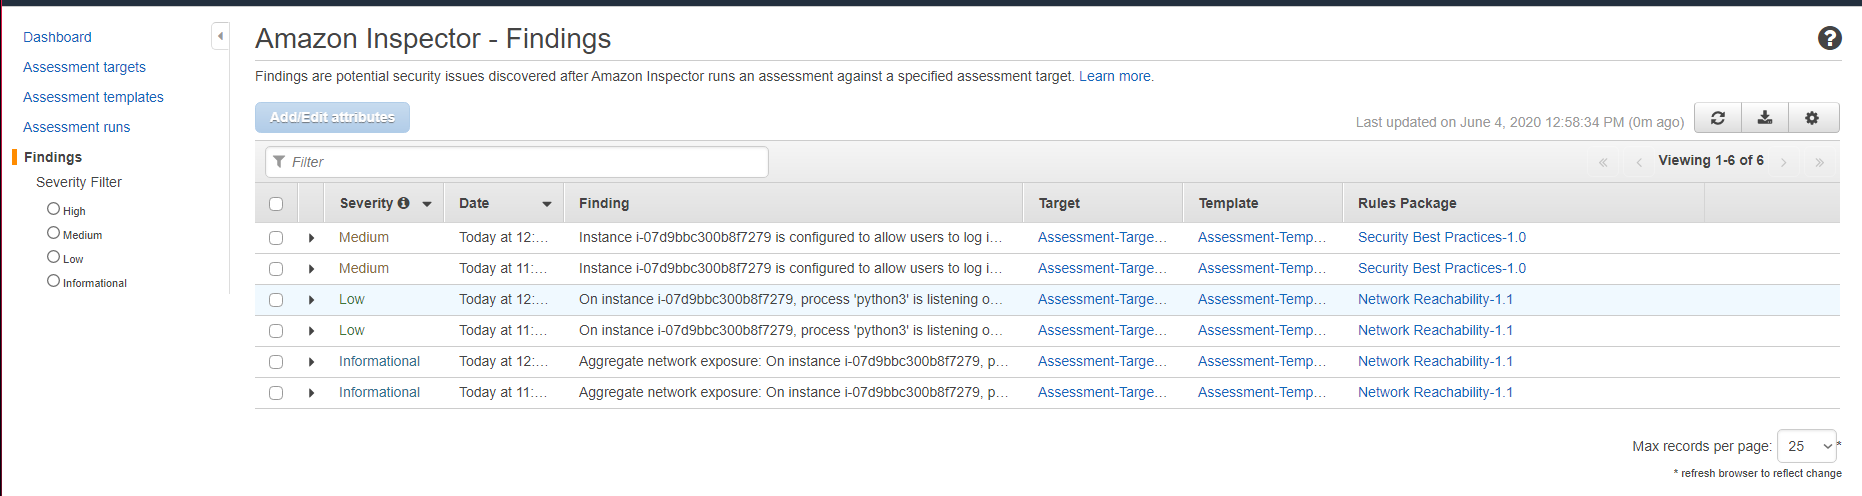 Dashboard
Assessment targets
Assessment templates
Assessment runs
Findings
Severity Filter
High
Medium
Low
Informational
Amazon Inspector - Findings
Findings are potential security issues discovered after Amazon Inspector runs an assessment against a specified assessment target. Learn more.
Add/Edit attributes
Last updated on June 4, 2020 12:58:34 PM (0m ago)
Filter
Viewing 1-6 of 6
Severity Date Finding Target Template Rules Package
Medium Today at 12:... Instance i-07d9bbc300b8f7279 is configured to allow users to log i... Assessment-Targe... Assessment-Temp... Security Best Practices-1.0
Medium Today at 11:... Instance i-07d9bbc300b8f7279 is configured to allow users to log i... Assessment-Targe... Assessment-Temp... Security Best Practices-1.0
Low Today at 12:... On instance i-07d9bbc300b8f7279, process 'python3' is listening o... Assessment-Targe... Assessment-Temp... Network Reachability-1.1
Low Today at 11:... On instance i-07d9bbc300b8f7279, process 'python3' is listening o... Assessment-Targe... Assessment-Temp... Network Reachability-1.1
Informational Today at 12:... Aggregate network exposure: On instance i-07d9bbc300b8f7279, p... Assessment-Targe... Assessment-Temp... Network Reachability-1.1
Informational Today at 11:... Aggregate network exposure: On instance i-07d9bbc300b8f7279, p... Assessment-Targe... Assessment-Temp... Network Reachability-1.1
Max records per page: 25 *
* refresh browser to reflect change